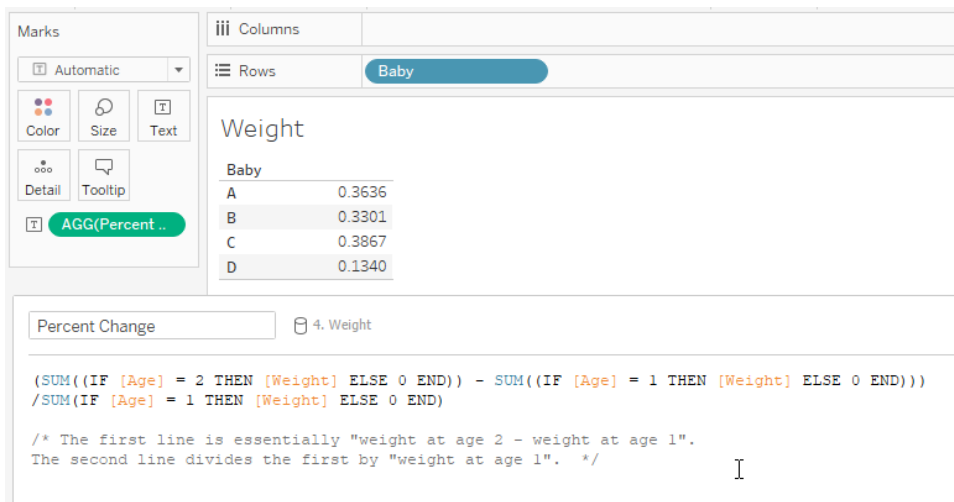 Marks
Automatic
Color Size Text
Detail Tooltip
AGG(Percent ..
Columns
Rows Baby
Weight
Baby
A 0.3636
B 0.3301
C 0.3867
D 0.1340
Percent Change 4. Weight
(SUM((IF [Age] = 2 THEN [Weight] ELSE 0 END)) - SUM((IF [Age] = 1 THEN [Weight] ELSE 0 END)))
/SUM(IF [Age] = 1 THEN [Weight] ELSE 0 END)
/* The first line is essentially "weight at age 2 - weight at age 1".
The second line divides the first by "weight at age 1". */